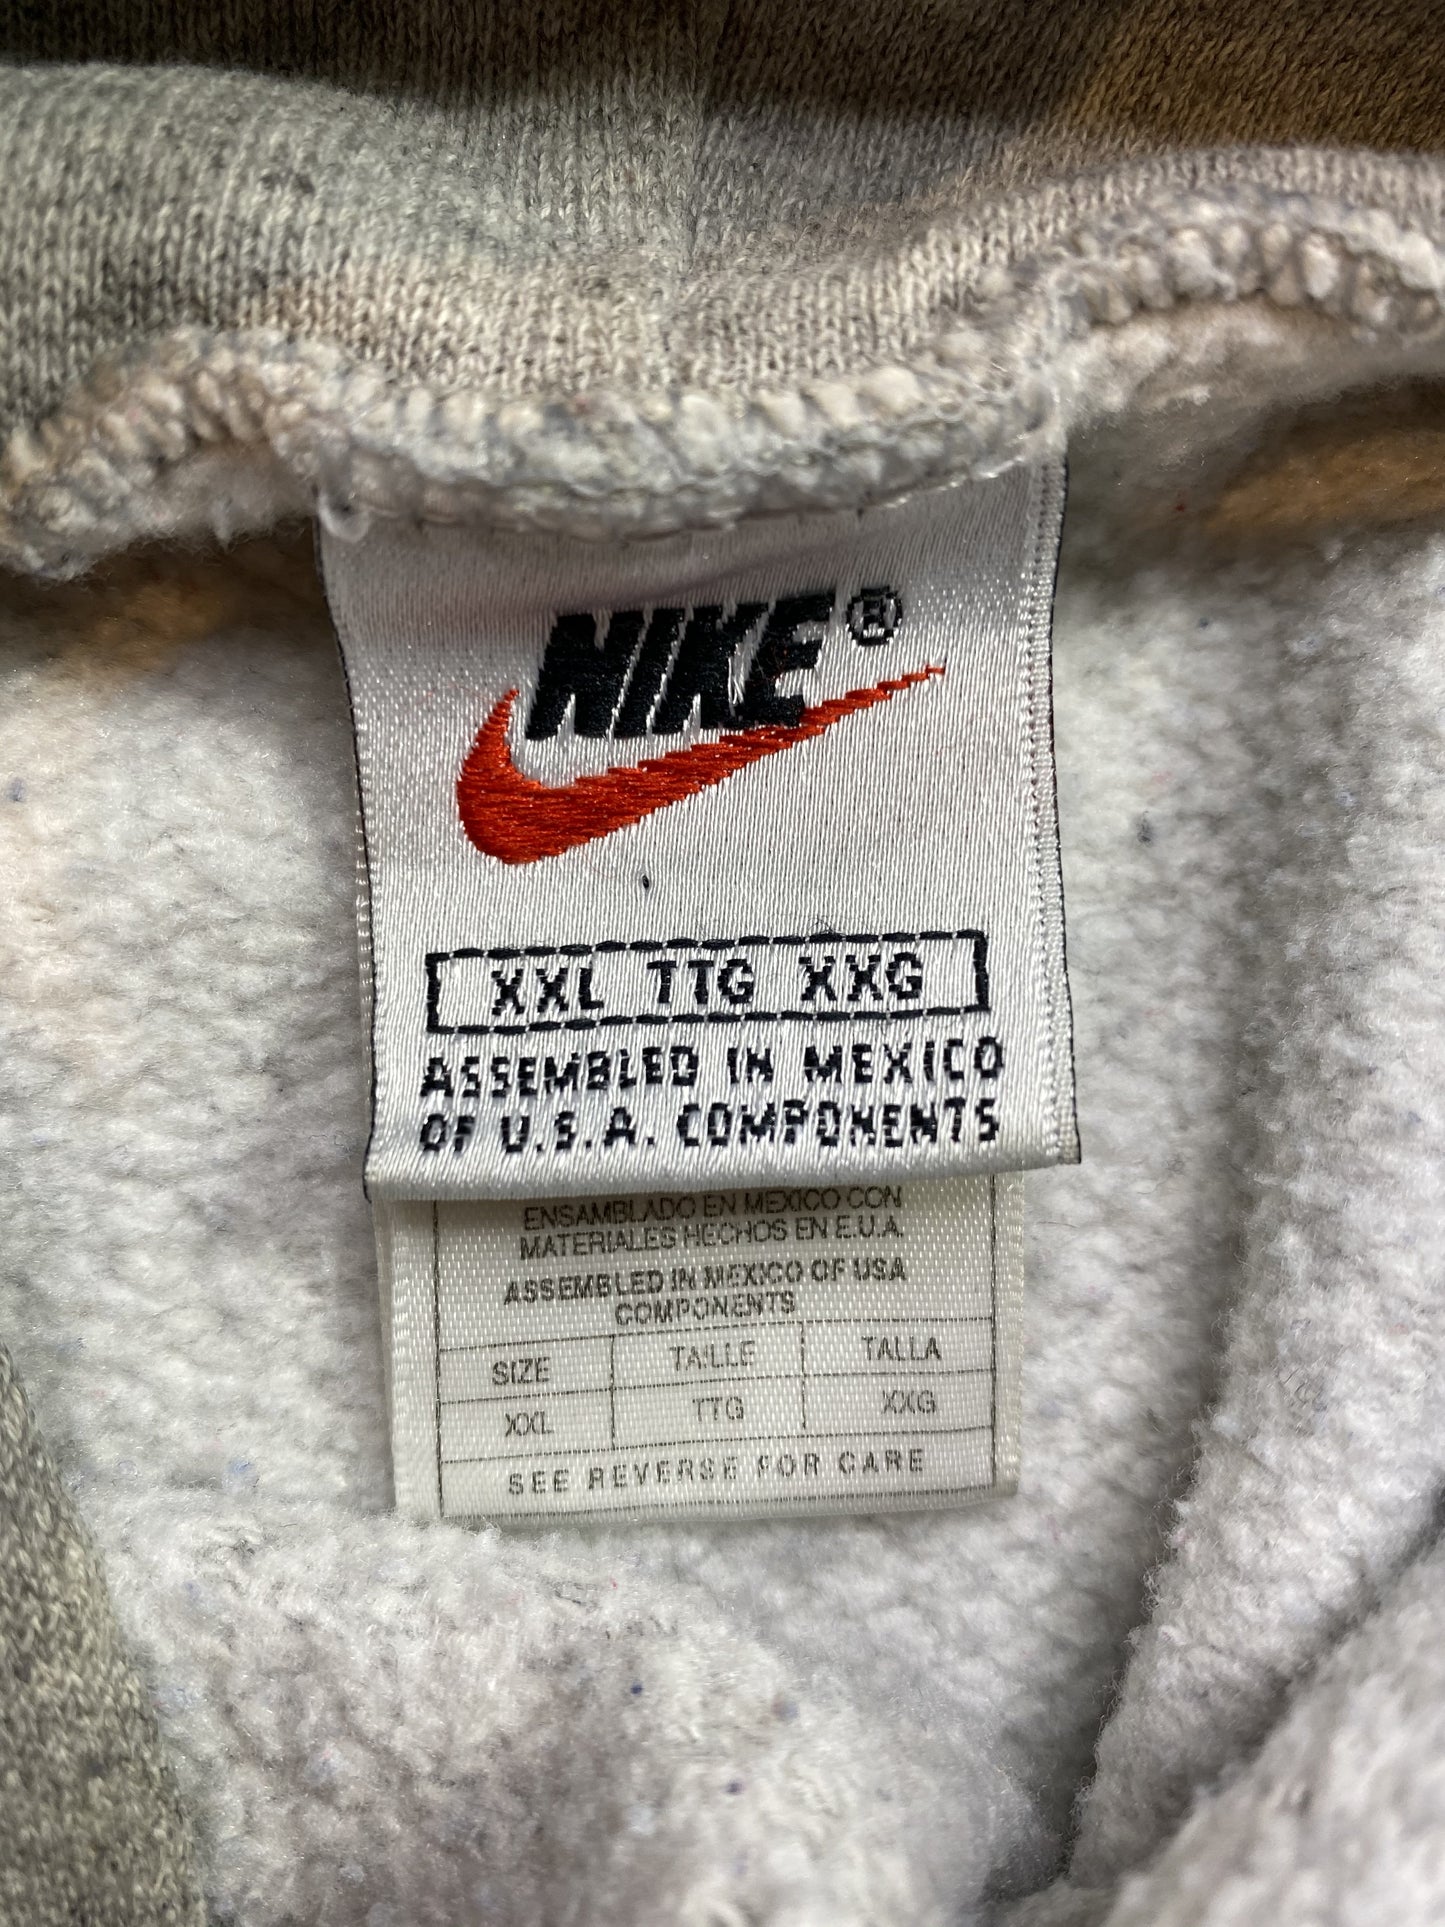 NIKE®
XXL TTG XXG
ASSEMBLED IN MEXICO
OF U.S.A. COMPONENTS
ENSAMBLADO EN MEXICO CON
MATERIALES HECHOS EN E.U.A.
ASSEMBLED IN MEXICO OF USA
COMPONENTS
SIZE TAILLE TALLA
XXL TTG XXG
SEE REVERSE FOR CARE